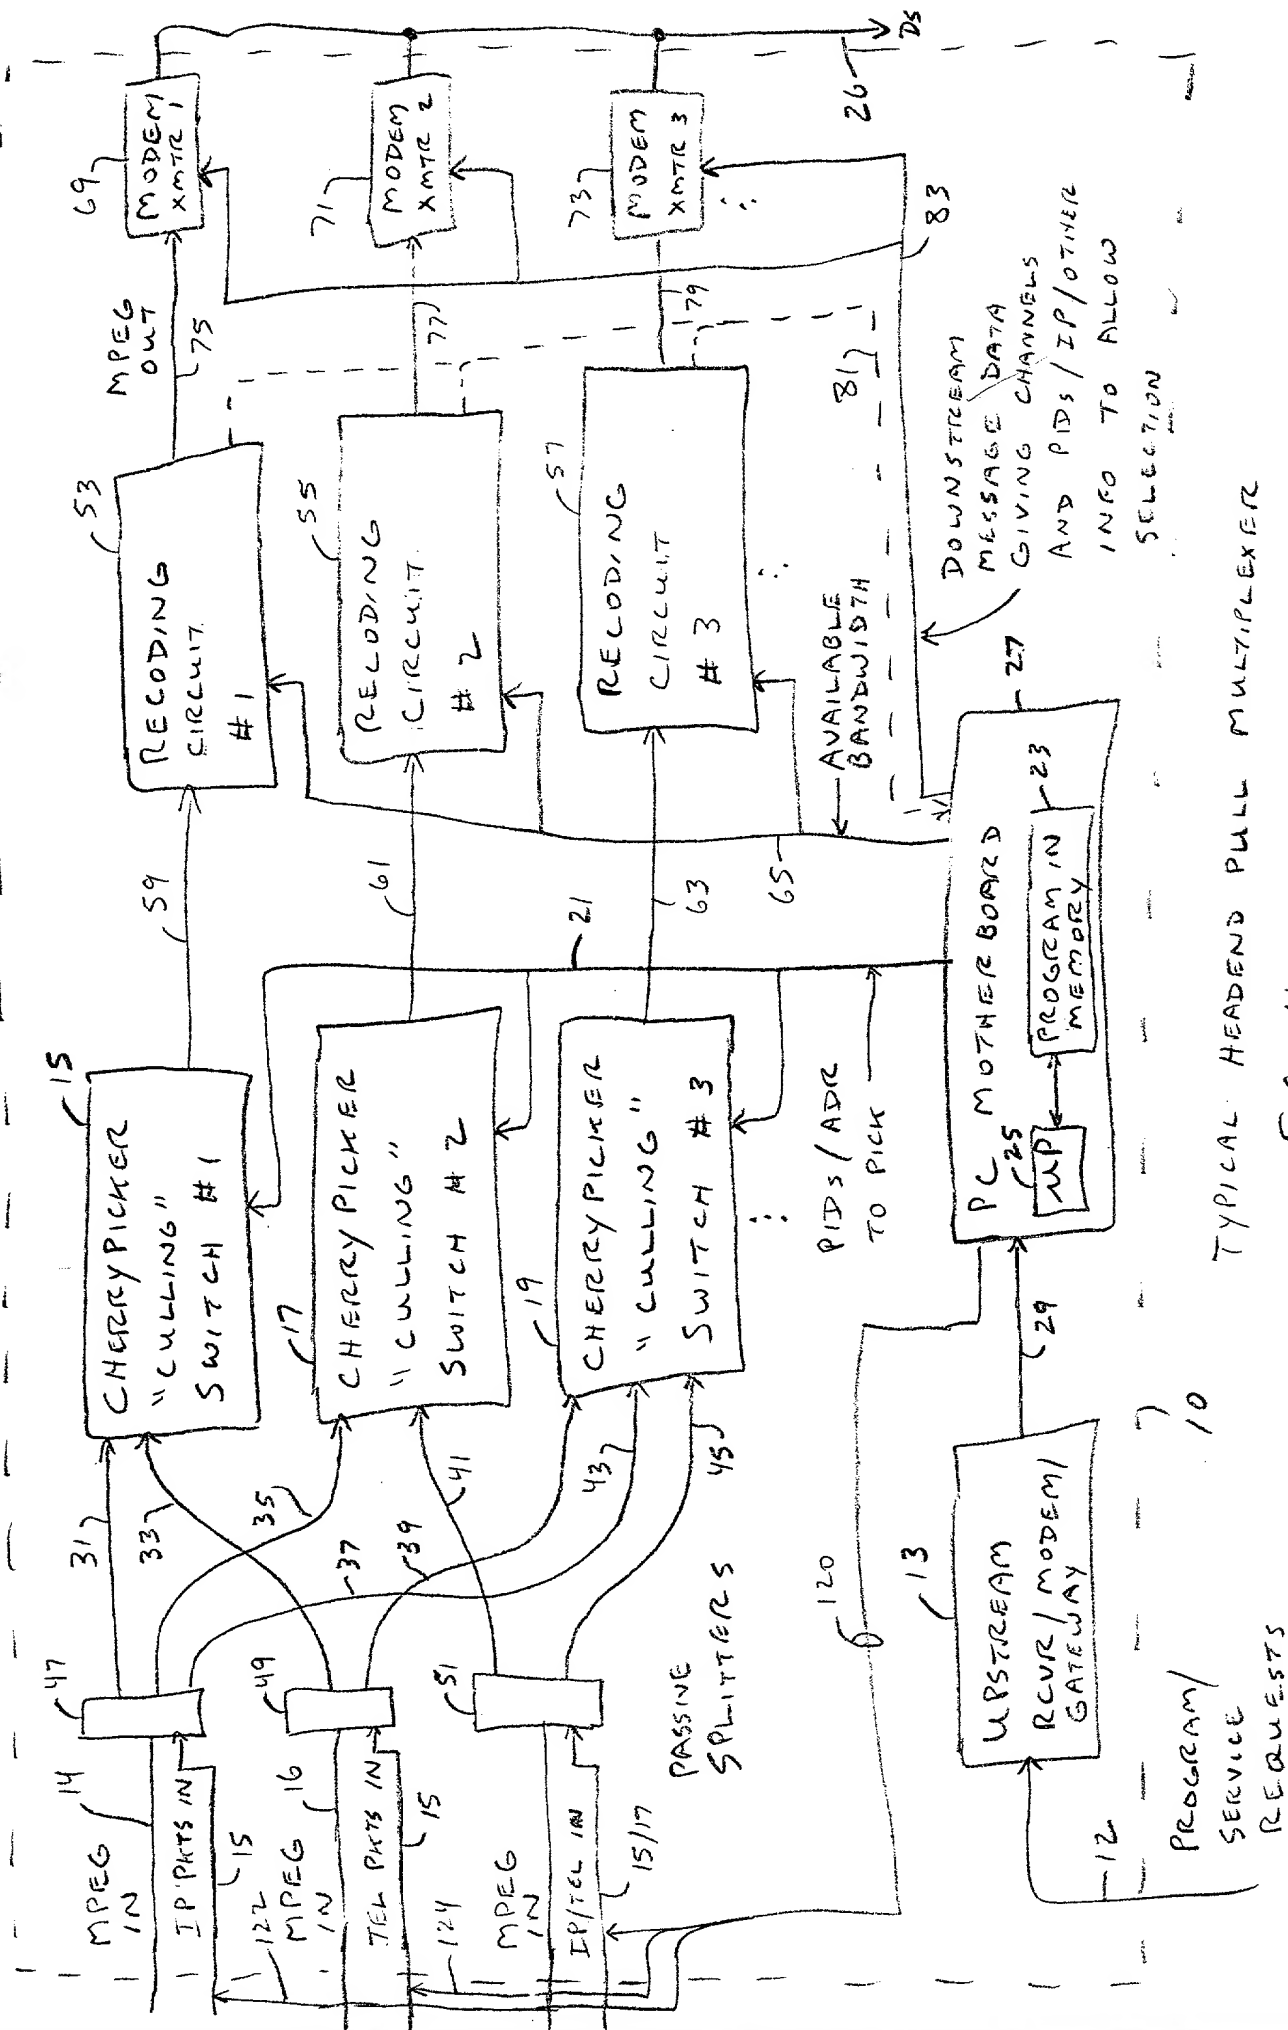 69
MODEM
XMTR 1
71
MODEM
XMTR 2
73
MODEM
XMTR 3
DS
26
MPEG
OUT
75
77
79
81
83
53
RECODING
CIRCUIT
#1
55
RECODING
CIRCUIT
#2
57
RECODING
CIRCUIT
#3
DOWNSTREAM
MESSAGE DATA
GIVING CHANNELS
AND PIDS/IP/OTHER
INFO TO ALLOW
SELECTION
AVAILABLE
BANDWIDTH
59
61
63
65
21
15
CHERRYPICKER
"CULLING"
SWITCH #1
17
CHERRYPICKER
"CULLING"
SWITCH #2
19
CHERRYPICKER
"CULLING"
SWITCH #3
PIDS/ADR
TO PICK
27
PC MOTHERBOARD
25
μP
23
PROGRAM IN
MEMORY
31
33
35
37
39
41
43
45
29
47
49
51
PASSIVE
SPLITTERS
120
13
UPSTREAM
RCVR/MODEM/
GATEWAY
10
MPEG
IN
14
IP PKTS IN
15
122
MPEG
IN
16
TEL PKTS IN
15
124
MPEG
IN
IP/TEL IN
15/17
12
PROGRAM/
SERVICE
REQUESTS
TYPICAL HEADEND PULL MULTIPLEXER